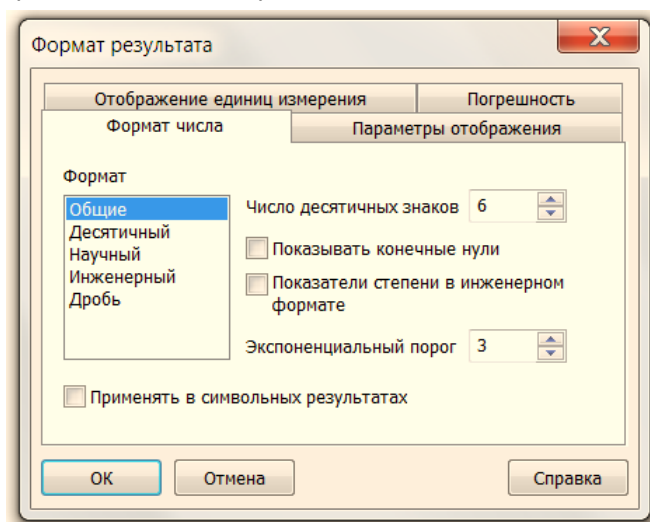 Формат результата
Отображение единиц измерения
Погрешность
Формат числа
Параметры отображения
Формат
Общие
Десятичный
Научный
Инженерный
Дробь
Число десятичных знаков 6
Показывать конечные нули
Показатели степени в инженерном
формате
Экспоненциальный порог 3
Применять в символьных результатах
ОК
Отмена
Справка